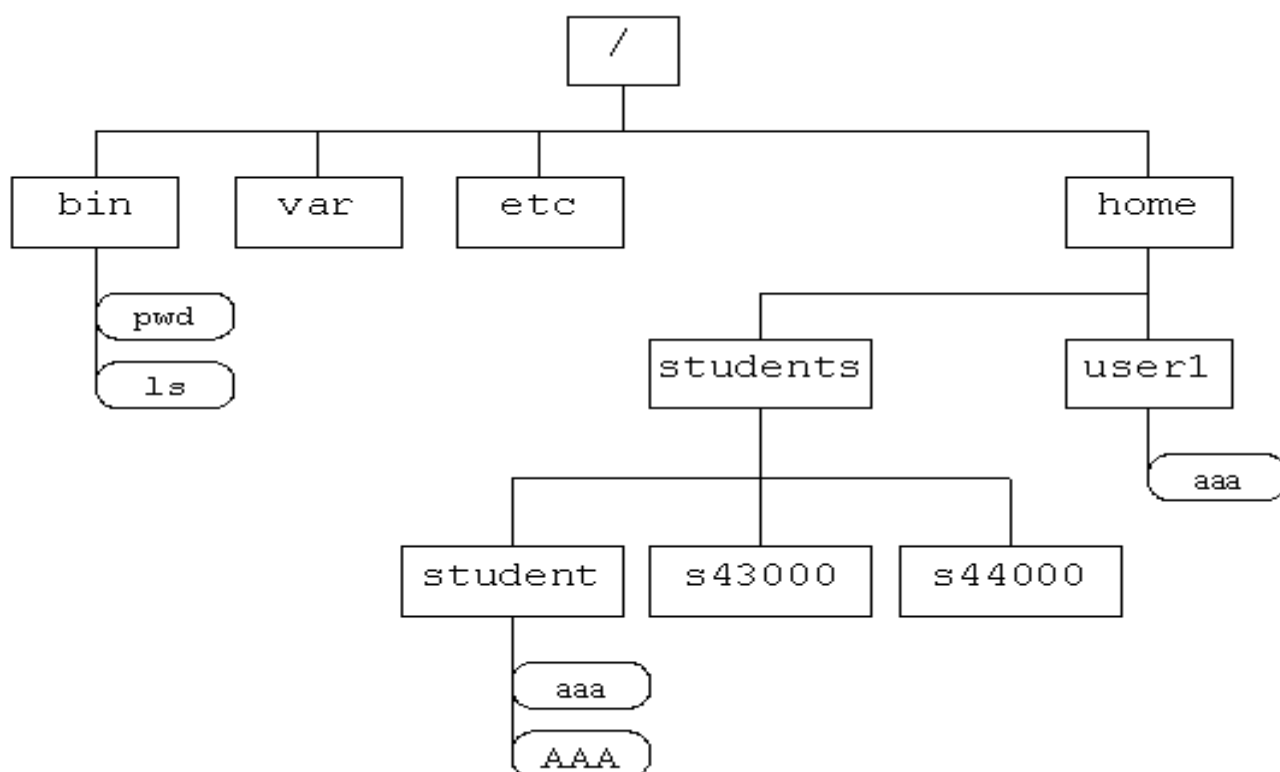 /
bin var etc home
pwd
ls
students user1
aaa
student s43000 s44000
aaa
AAA